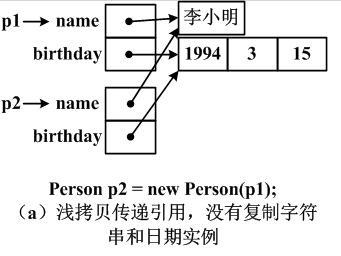 p1 name 李小明
birthday 1994 3 15
p2 name
birthday
Person p2 = new Person(p1);
（a）浅拷贝传递引用，没有复制字符
串和日期实例